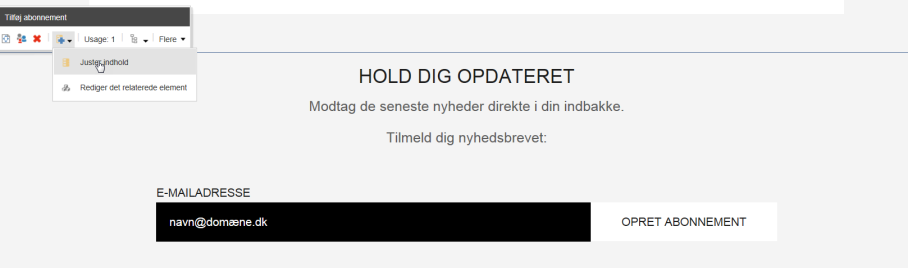 Tilføj abonnement
Usage: 1
Flere
Juster indhold
Rediger det relaterede element
HOLD DIG OPDATERET
Modtag de seneste nyheder direkte i din indbakke.
Tilmeld dig nyhedsbrevet:
E-MAILADRESSE
navn@domæne.dk
OPRET ABONNEMENT